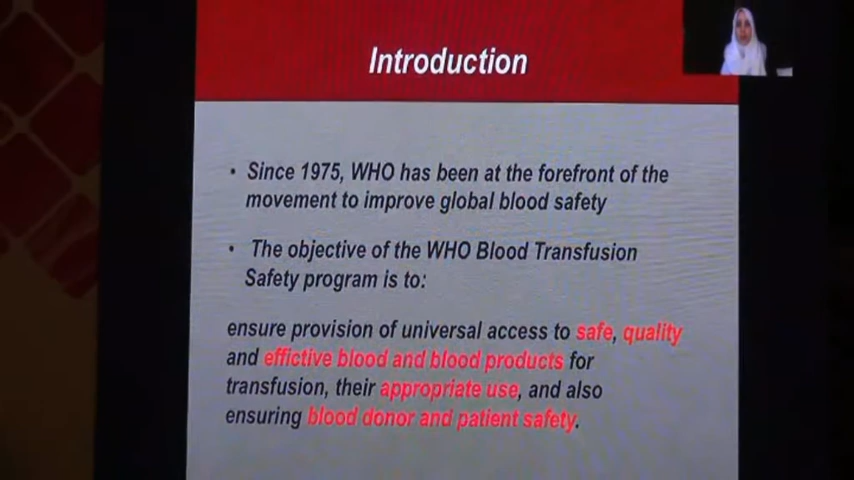 Introduction
• Since 1975, WHO has been at the forefront of the
movement to improve global blood safety
• The objective of the WHO Blood Transfusion
Safety program is to:
ensure provision of universal access to safe, quality
and effictive blood and blood products for
transfusion, their appropriate use, and also
ensuring blood donor and patient safety.